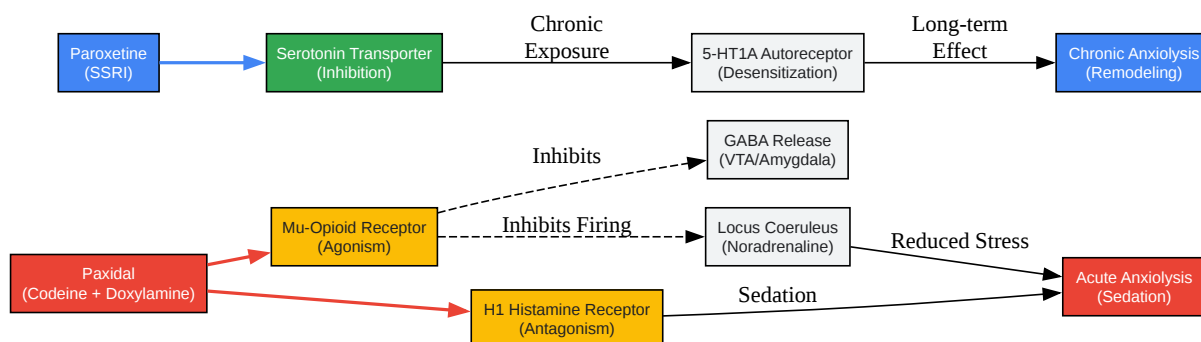 Paroxetine
(SSRI)
Serotonin Transporter
(Inhibition)
Chronic
Exposure
5-HT1A Autoreceptor
(Desensitization)
Long-term
Effect
Chronic Anxiolysis
(Remodeling)
Inhibits
GABA Release
(VTA/Amygdala)
Mu-Opioid Receptor
(Agonism)
Inhibits Firing
Locus Coeruleus
(Noradrenaline)
Reduced Stress
Paxidal
(Codeine + Doxylamine)
H1 Histamine Receptor
(Antagonism)
Sedation
Acute Anxiolysis
(Sedation)